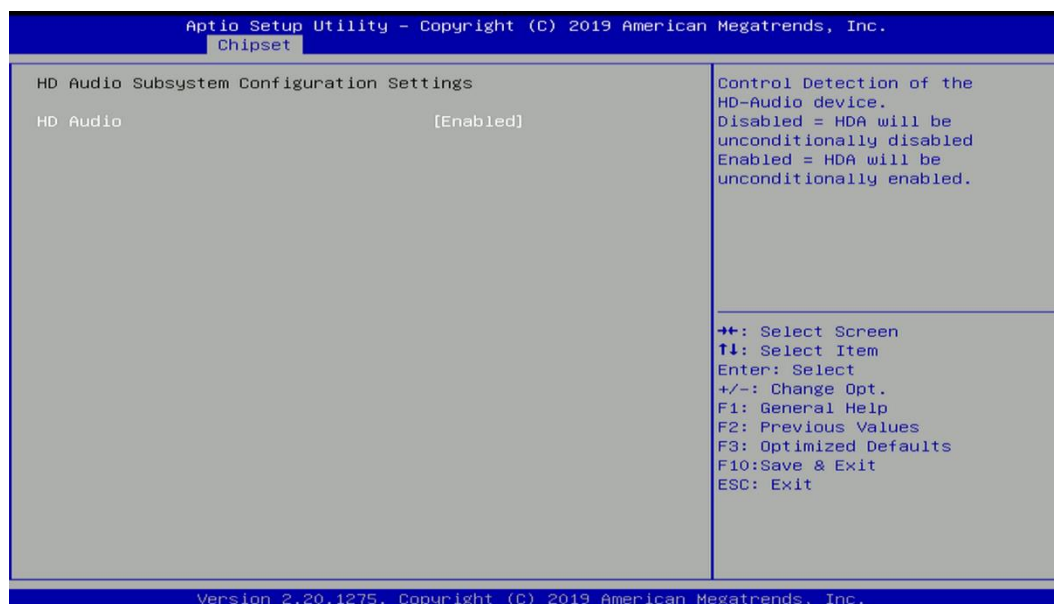 Aptio Setup Utility – Copyright (C) 2019 American Megatrends, Inc.
Chipset
HD Audio Subsystem Configuration Settings
HD Audio [Enabled]
Control Detection of the
HD-Audio device.
Disabled = HDA will be
unconditionally disabled
Enabled = HDA will be
unconditionally enabled.
→←: Select Screen
↑↓: Select Item
Enter: Select
+/-: Change Opt.
F1: General Help
F2: Previous Values
F3: Optimized Defaults
F10:Save & Exit
ESC: Exit
Version 2.20.1275. Copyright (C) 2019 American Megatrends, Inc.